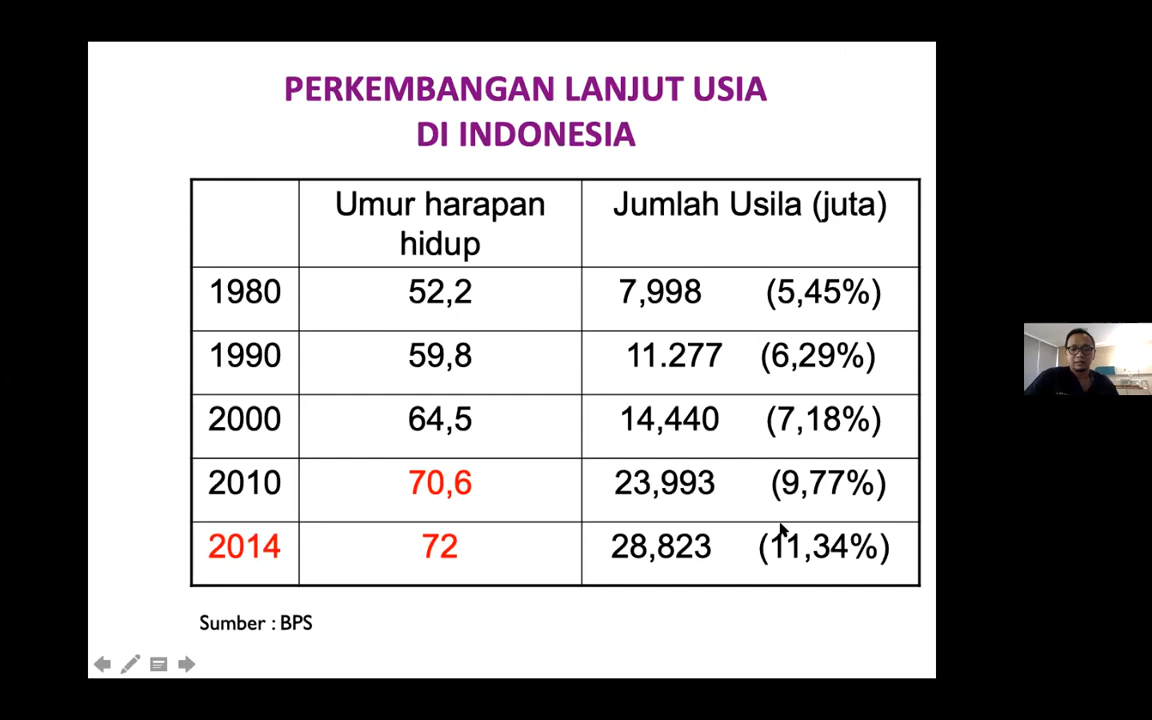 PERKEMBANGAN LANJUT USIA
DI INDONESIA
Umur harapan hidup Jumlah Usila (juta)
1980 52,2 7,998 (5,45%)
1990 59,8 11.277 (6,29%)
2000 64,5 14,440 (7,18%)
2010 70,6 23,993 (9,77%)
2014 72 28,823 (11,34%)
Sumber : BPS